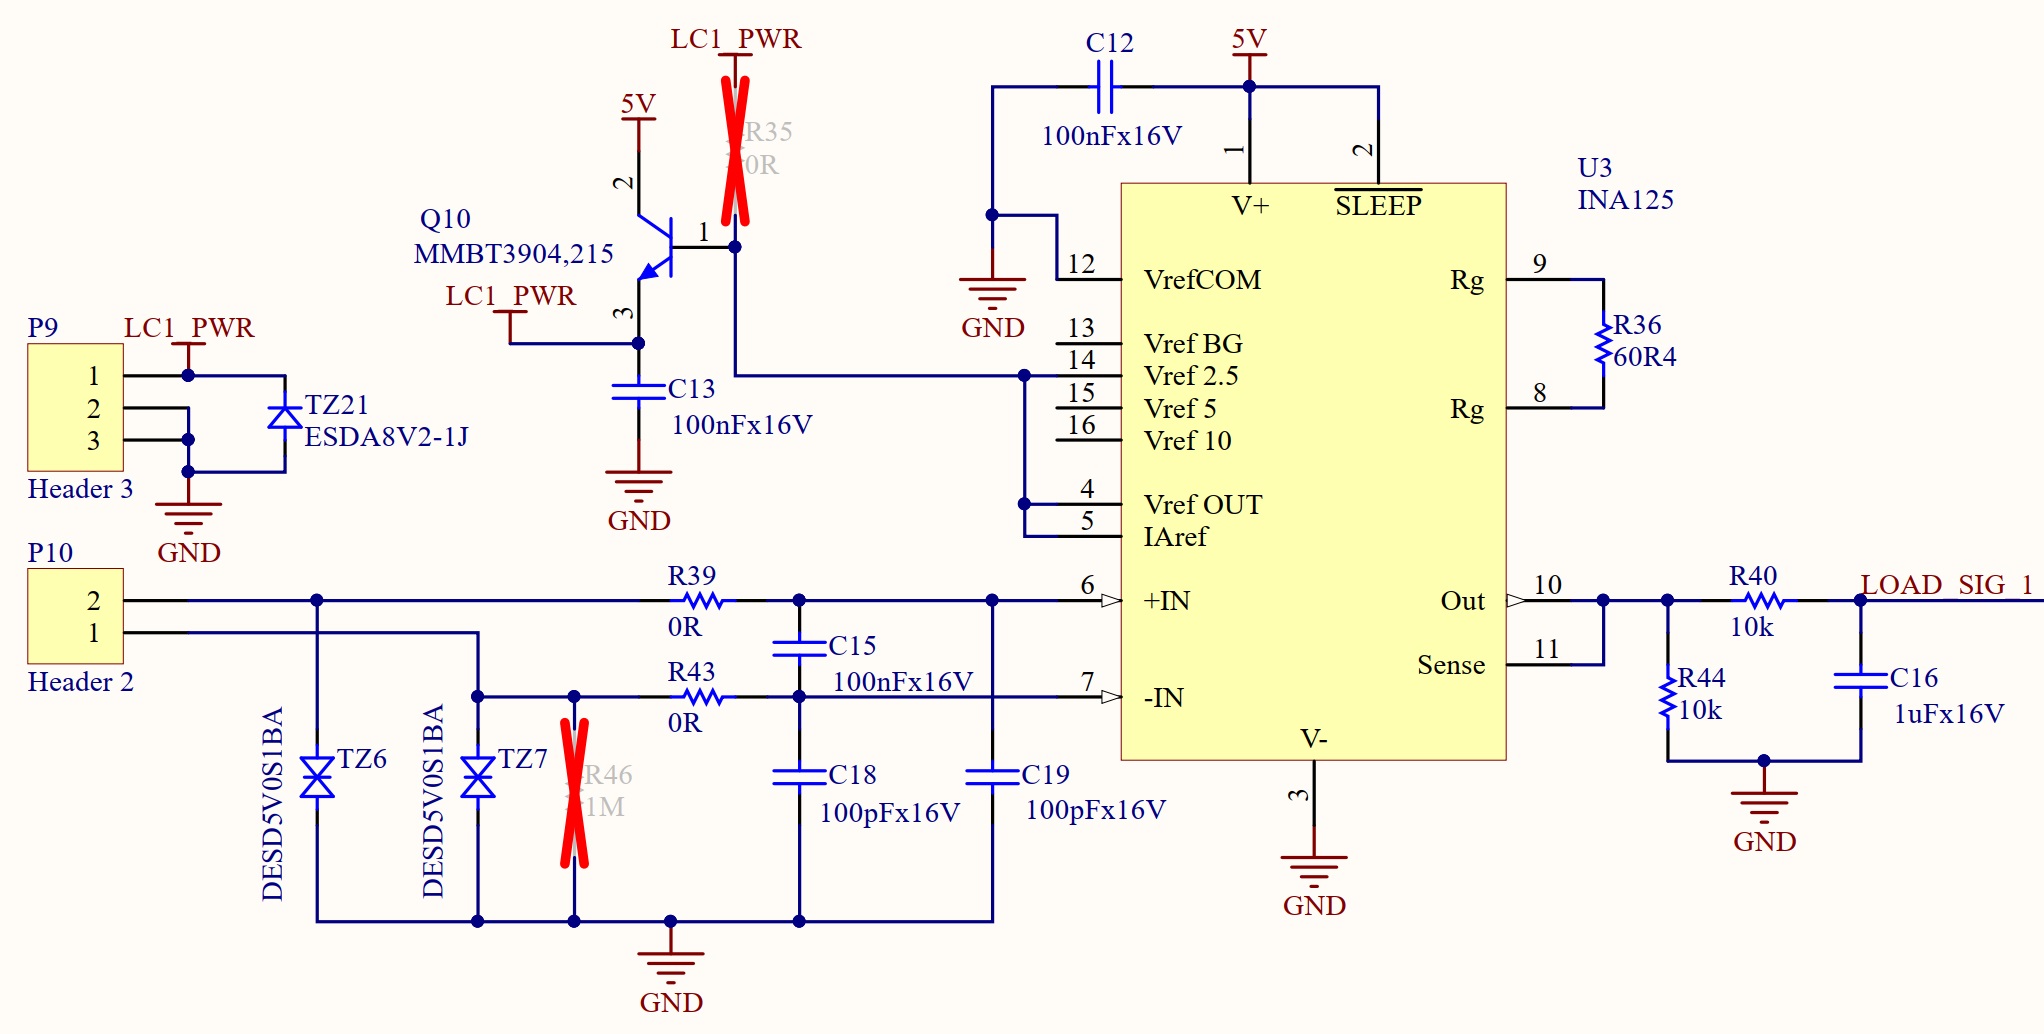 LC1_PWR
R35
0R
5V
2
Q10
MMBT3904,215
1
LC1_PWR
3
C13
100nFx16V
GND
P9
LC1_PWR
1
2
3
TZ21
ESDA8V2-1J
Header 3
GND
P10
2
1
Header 2
DESD5V0S1BA
TZ6
DESD5V0S1BA
TZ7
R46
1M
R39
0R
R43
0R
C15
100nFx16V
C18
100pFx16V
C19
100pFx16V
GND
C12
100nFx16V
5V
1
2
GND
U3
INA125
V+
SLEEP
12
VrefCOM
13
Vref BG
14
Vref 2.5
15
Vref 5
16
Vref 10
4
Vref OUT
5
IAref
6
+IN
7
-IN
V-
3
GND
Rg
9
R36
60R4
Rg
8
Out
10
Sense
11
R40
10k
LOAD_SIG_1
R44
10k
C16
1uFx16V
GND